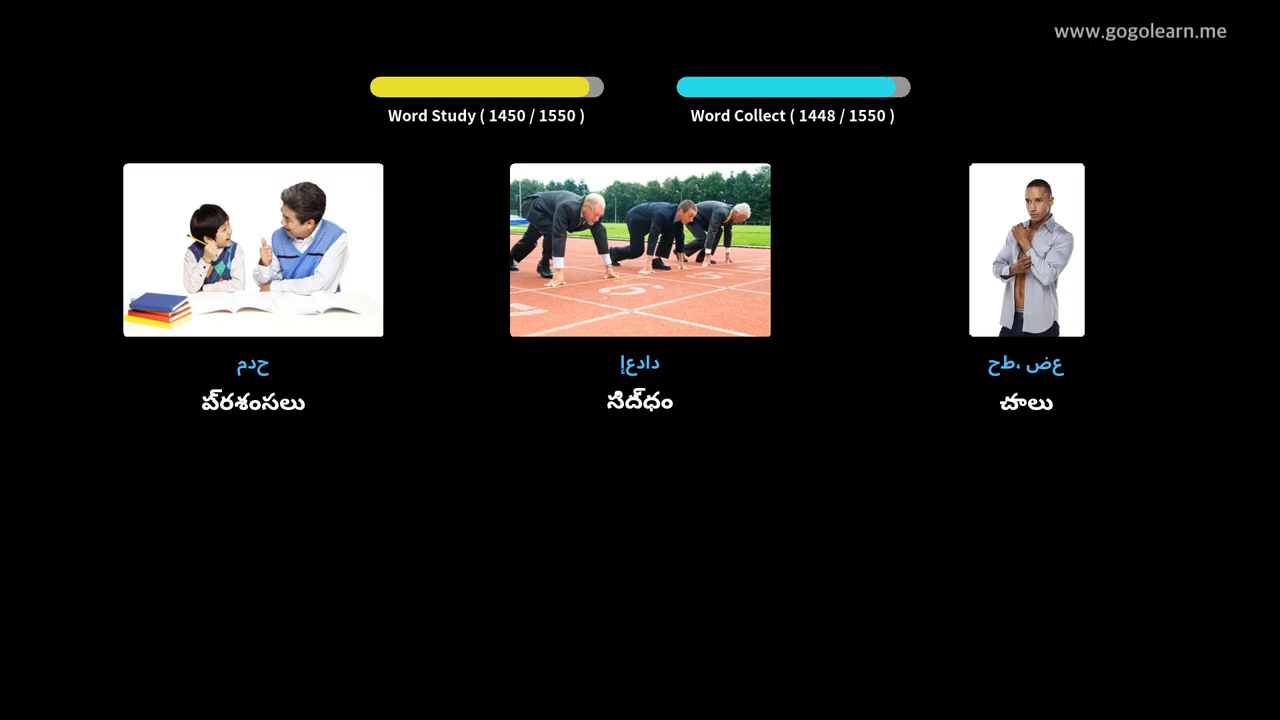 www.gogolearn.me
Word Study ( 1450 / 1550 )
Word Collect ( 1448 / 1550 )
حدم
دادعإ
عض ،طح
ప్రశంసలు
సిద్ధం
చాలు